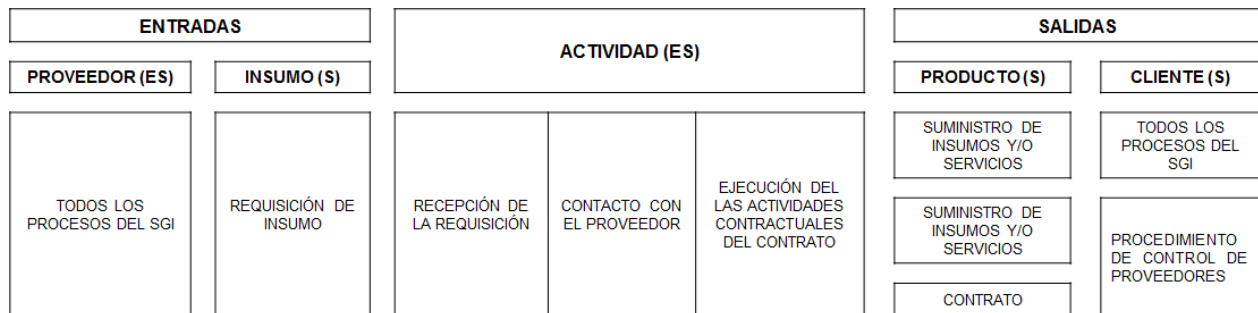 ENTRADAS
ACTIVIDAD (ES)
SALIDAS
PROVEEDOR (ES)
INSUMO (S)
PRODUCTO(S)
CLIENTE (S)
TODOS LOS
PROCESOS DEL SGI
REQUISICIÓN DE
INSUMO
RECEPCIÓN DE
LA REQUISICIÓN
CONTACTO CON
EL PROVEEDOR
EJECUCIÓN DEL
LAS ACTIVIDADES
CONTRACTUALES
DEL CONTRATO
SUMINISTRO DE
INSUMOS Y/O
SERVICIOS
TODOS LOS
PROCESOS DEL
SGI
SUMINISTRO DE
INSUMOS Y/O
SERVICIOS
PROCEDIMIENTO
DE CONTROL DE
PROVEEDORES
CONTRATO